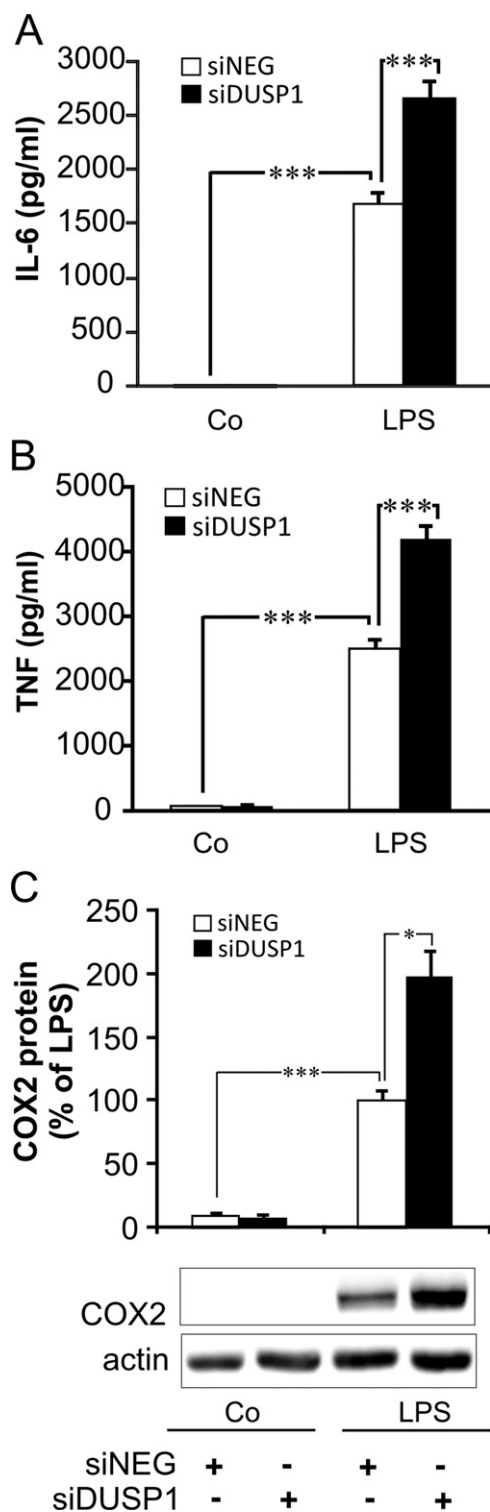 A
3000
siNEG
***
siDUSP1
2500
2000
***
1500
1000
500
0
IL-6 (pg/ml)
Co LPS
B
5000
siNEG
***
siDUSP1
4000
3000
***
2000
1000
0
TNF (pg/ml)
Co LPS
C
250
siNEG
*
siDUSP1
200
150
***
100
50
0
COX2 protein
(% of LPS)
COX2
actin
Co LPS
siNEG + - + -
siDUSP1 - + - +